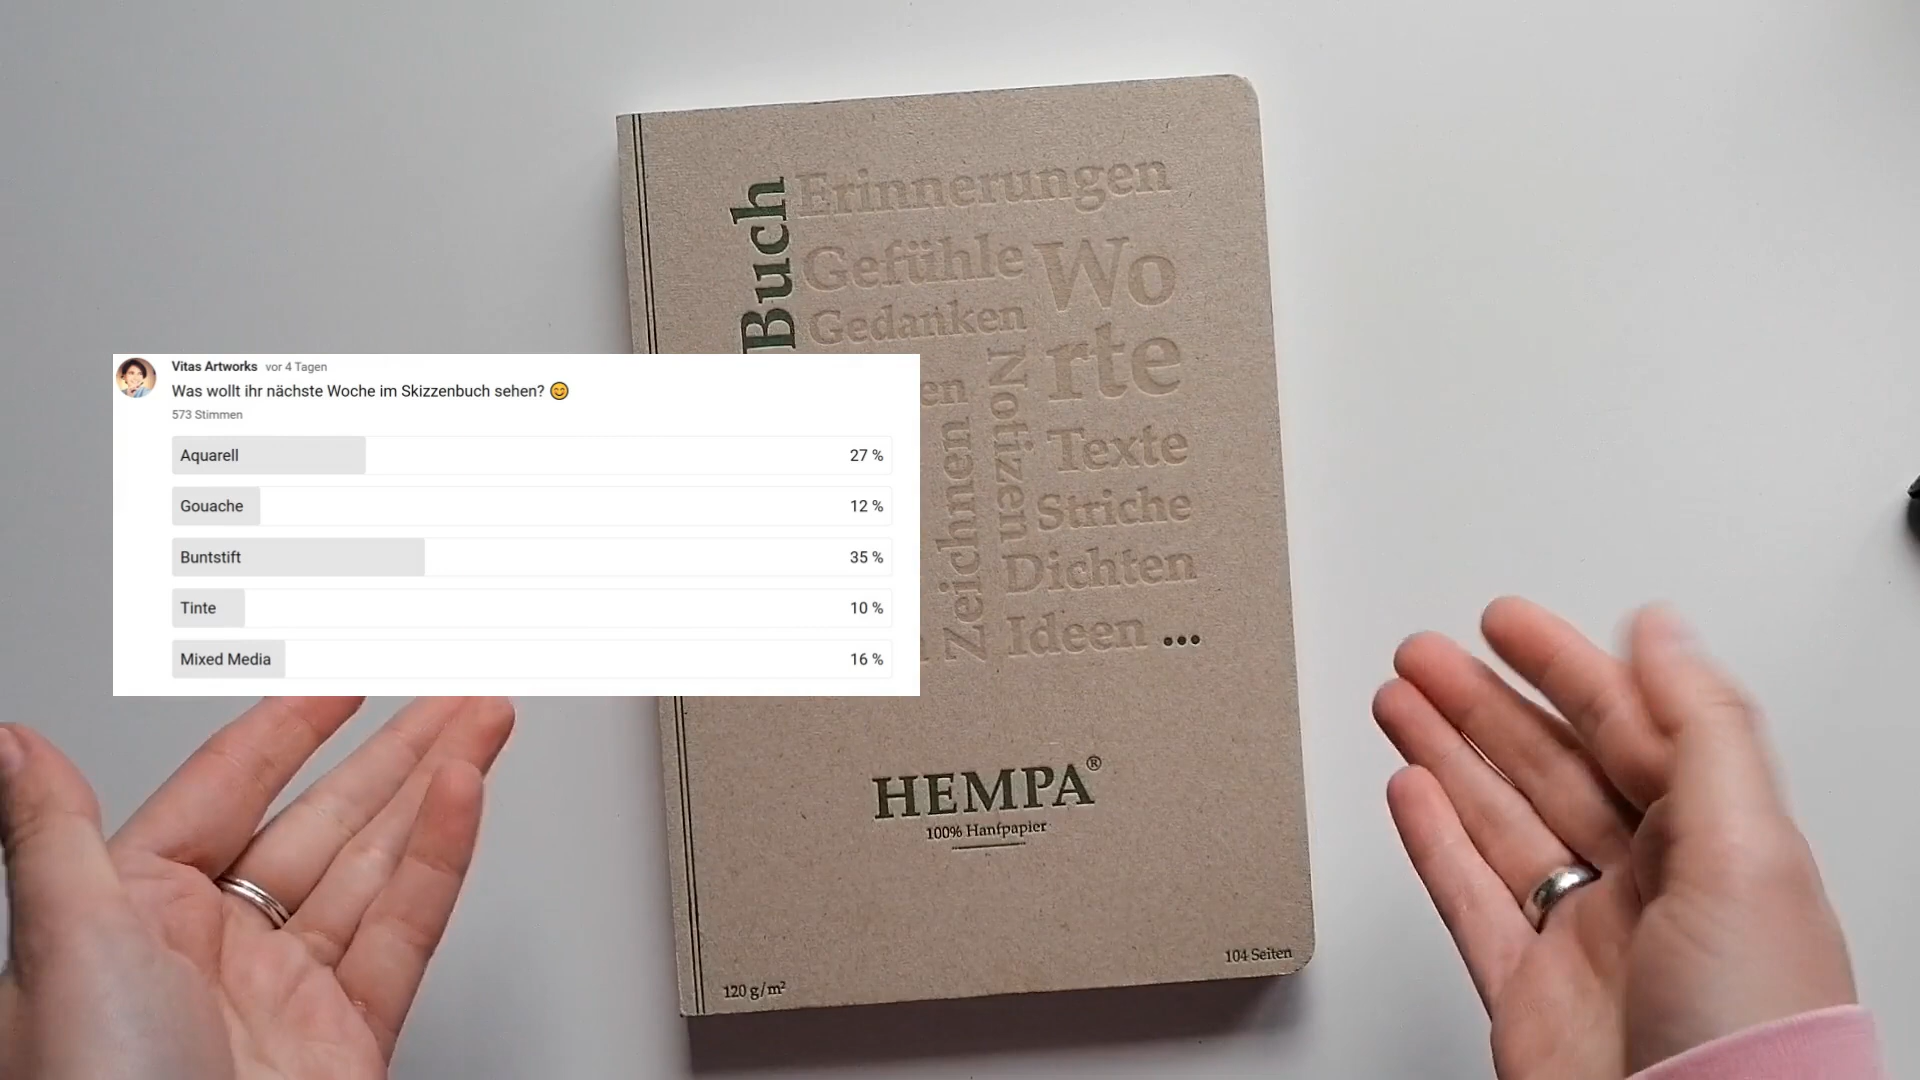 Buch
Erinnerungen
Gefühle
Gedanken
Wo
rte
Notizen
Zeichnen
Texte
Striche
Dichten
Ideen ...
Vitas Artworks vor 4 Tagen
Was wollt ihr nächste Woche im Skizzenbuch sehen? 😊
573 Stimmen
Aquarell 27 %
Gouache 12 %
Buntstift 35 %
Tinte 10 %
Mixed Media 16 %
HEMPA®
100% Hanfpapier
104 Seiten
120 g/m²